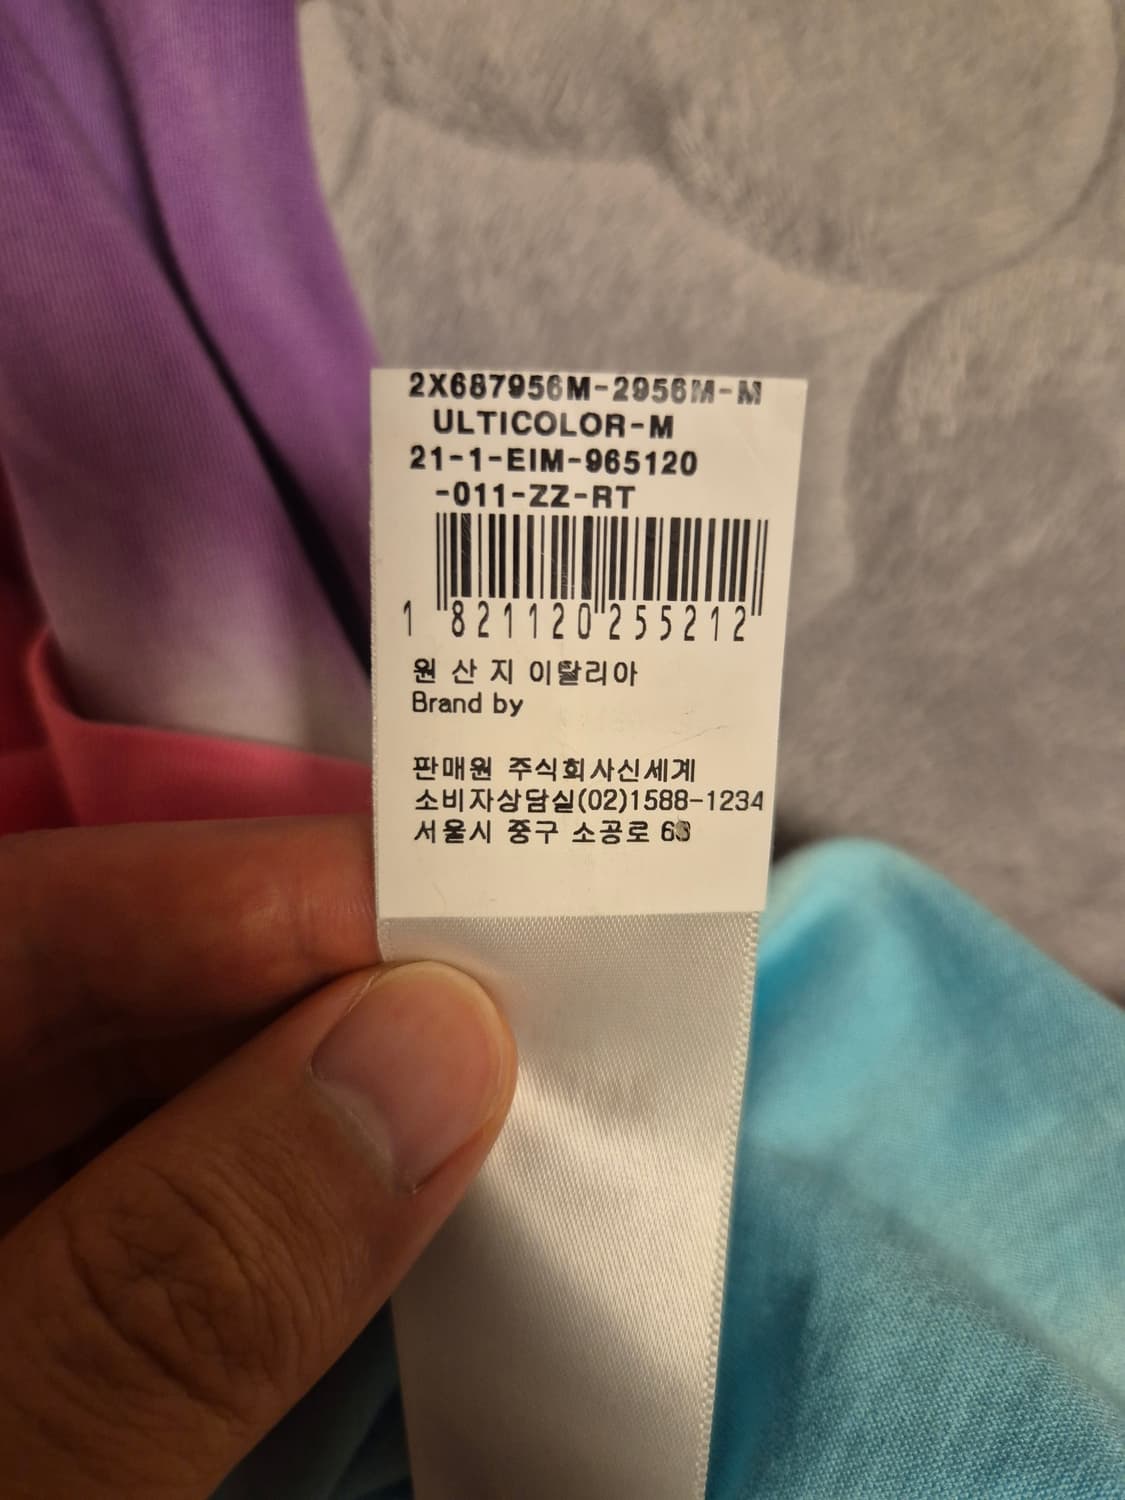 2X687956M-2956M-M
ULTICOLOR-M
21-1-EIM-965120
-011-ZZ-RT
1 821120 255212
원 산 지 이탈리아
Brand by
판매원 주식회사신세계
소비자상담실(02)1588-1234
서울시 중구 소공로 63